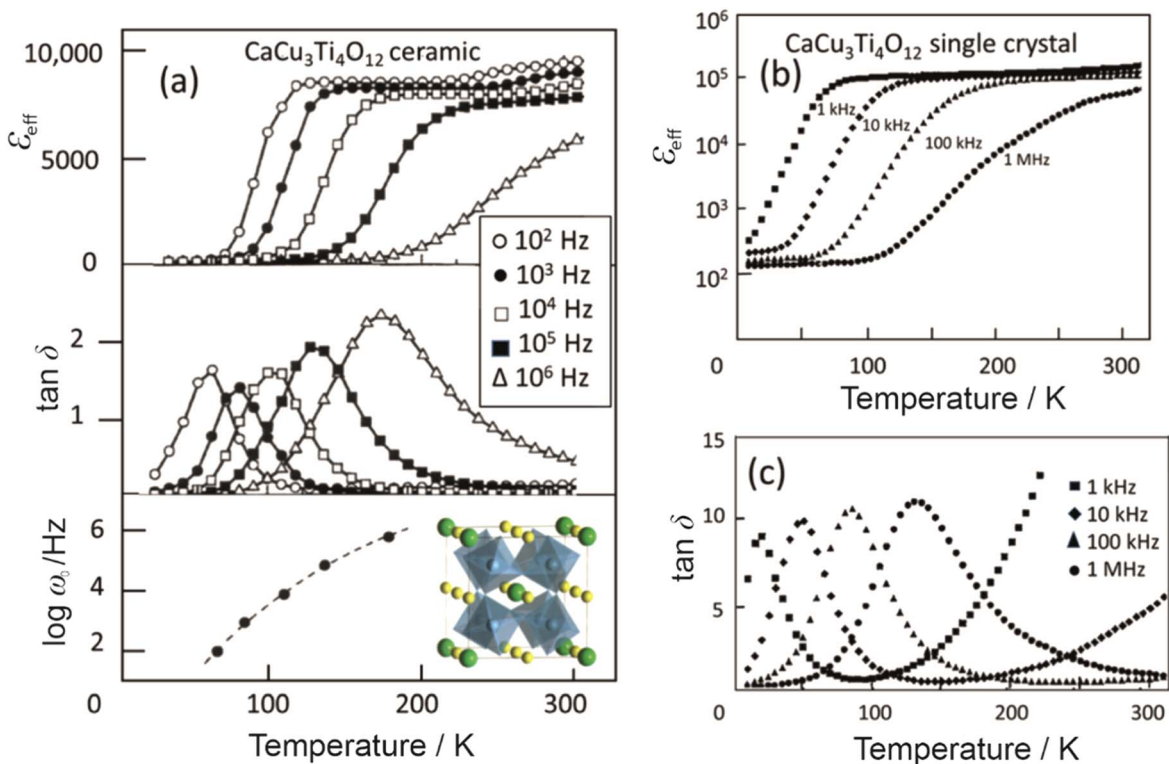 (a)
CaCu₃Ti₄O₁₂ ceramic
10,000
5000
0
εeff
10² Hz
10³ Hz
10⁴ Hz
10⁵ Hz
10⁶ Hz
2
1
tan δ
6
4
2
log ω₀/Hz
0
100
200
300
Temperature / K
(b)
CaCu₃Ti₄O₁₂ single crystal
10⁶
10⁵
10⁴
10³
10²
εeff
1 kHz
10 kHz
100 kHz
1 MHz
0
100
200
300
Temperature / K
(c)
15
10
5
0
tan δ
1 kHz
10 kHz
100 kHz
1 MHz
100
200
300
Temperature / K